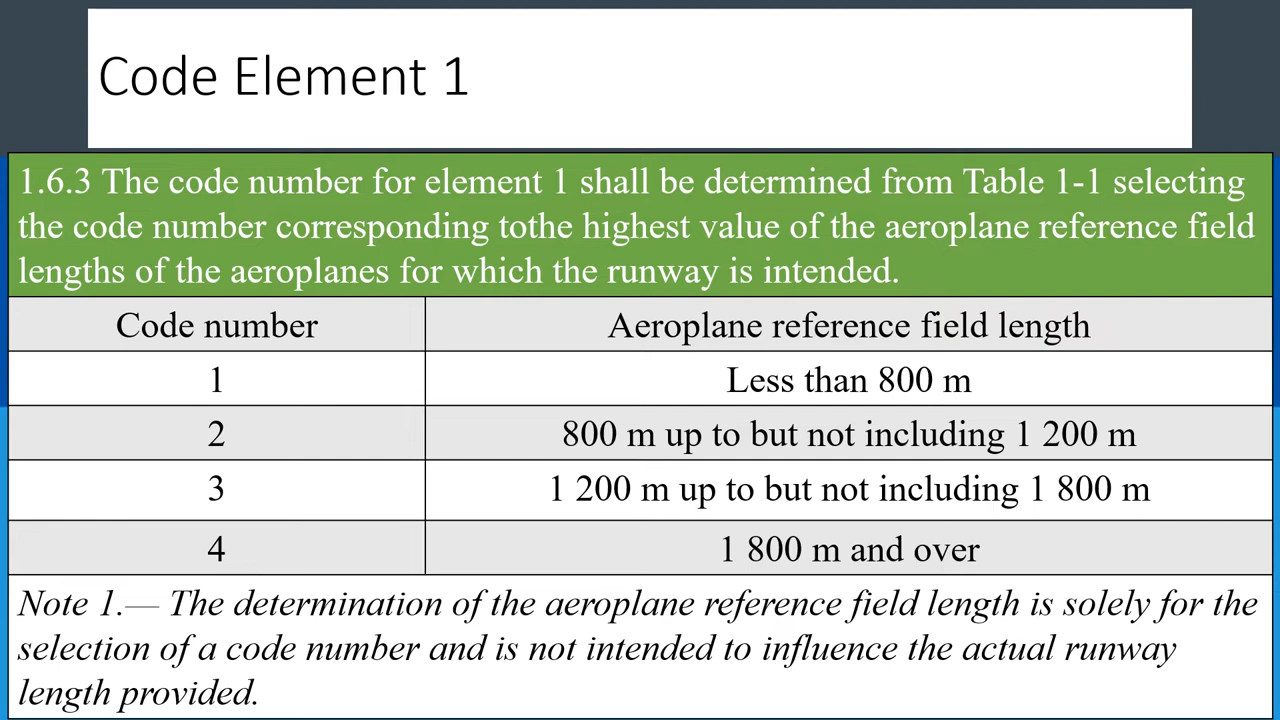 Code Element 1
1.6.3 The code number for element 1 shall be determined from Table 1-1 selecting
the code number corresponding tothe highest value of the aeroplane reference field
lengths of the aeroplanes for which the runway is intended.
Code number Aeroplane reference field length
1 Less than 800 m
2 800 m up to but not including 1 200 m
3 1 200 m up to but not including 1 800 m
4 1 800 m and over
Note 1.— The determination of the aeroplane reference field length is solely for the
selection of a code number and is not intended to influence the actual runway
length provided.